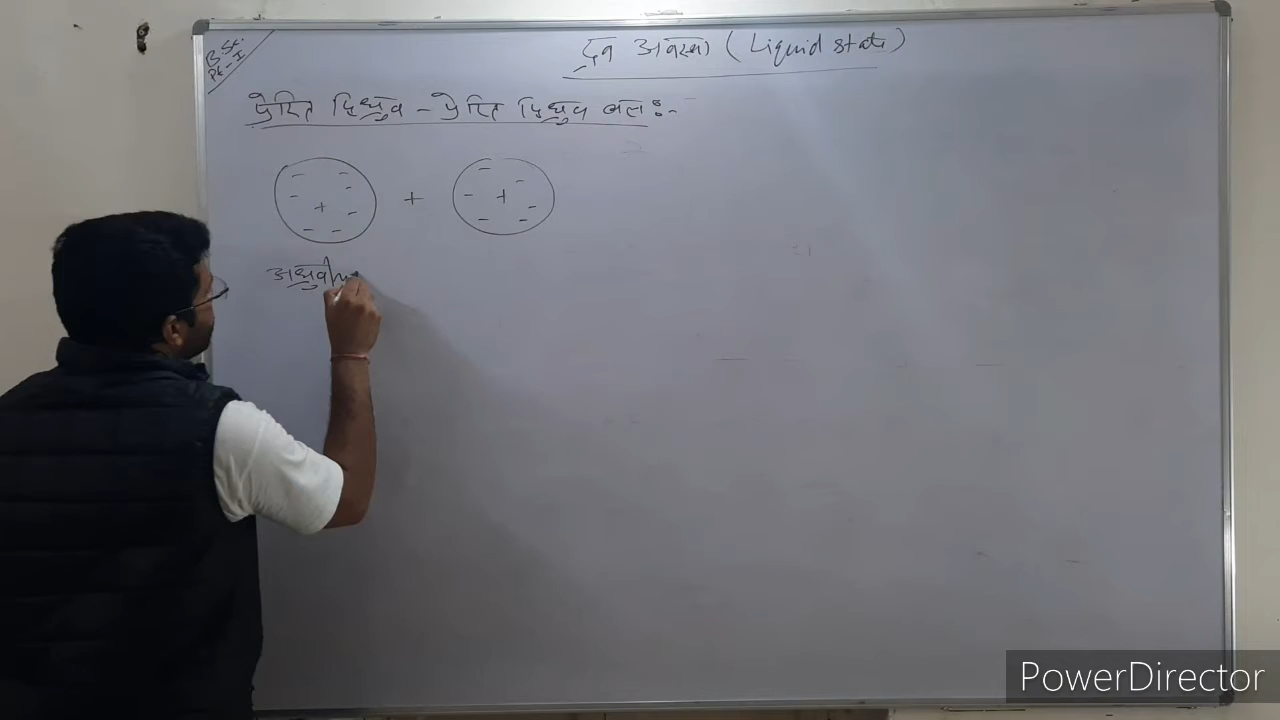 B.Sc.
Pt-I
द्रव अवस्था (Liquid state)
प्रेरित द्विध्रुव - प्रेरित द्विध्रुव बल :-
+
अध्रुवीय
PowerDirector